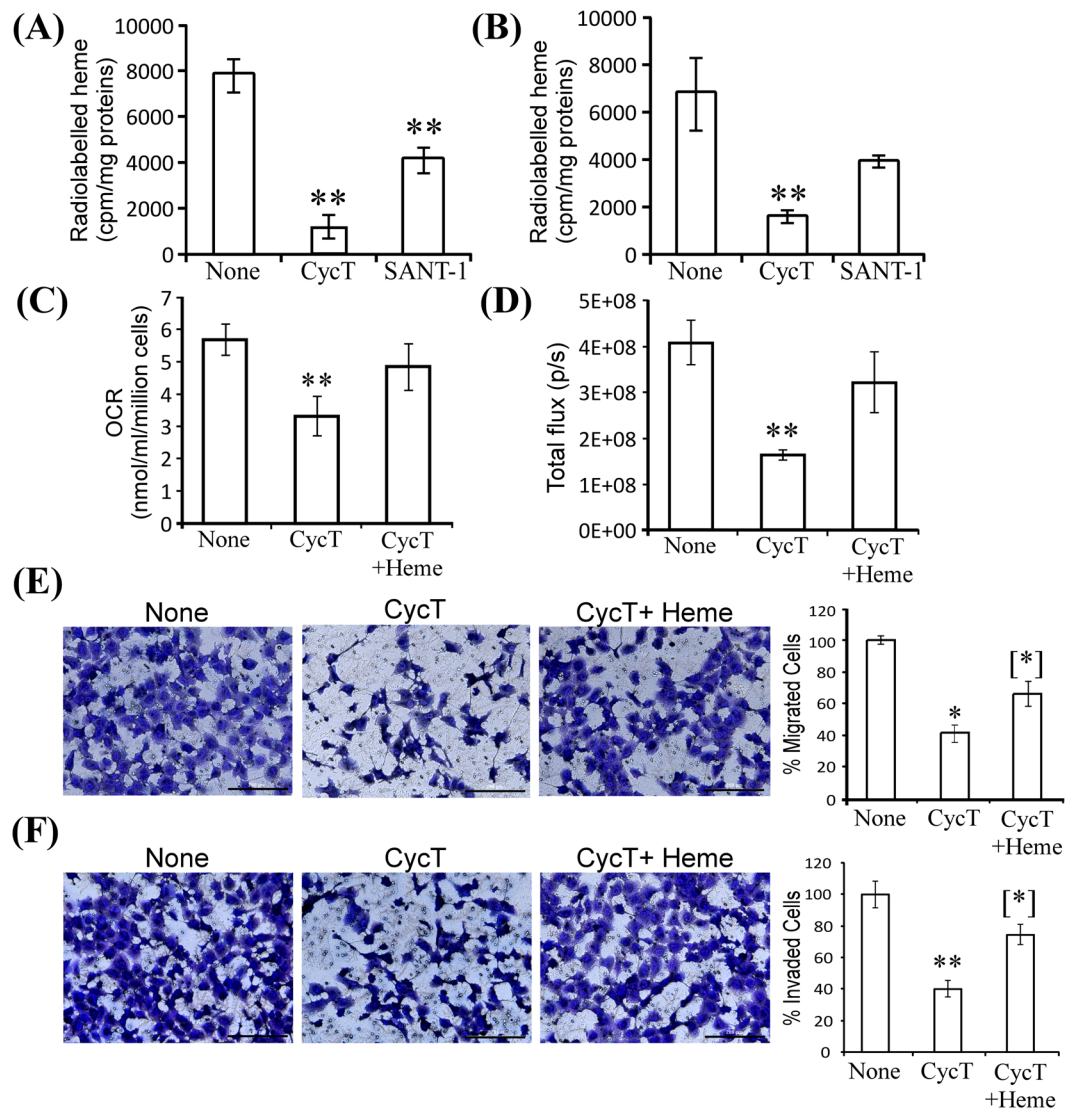 (A)
Radiolabelled heme
(cpm/mg proteins)
10000
8000
6000
4000
2000
0
**
**
None CycT SANT-1
(B)
Radiolabelled heme
(cpm/mg proteins)
10000
8000
6000
4000
2000
0
**
None CycT SANT-1
(C)
OCR
(nmol/ml/million cells)
7
6
5
4
3
2
1
0
**
None CycT CycT
+Heme
(D)
Total flux (p/s)
5E+08
4E+08
3E+08
2E+08
1E+08
0E+00
**
None CycT CycT
+Heme
(E)
None CycT CycT+ Heme
% Migrated Cells
120
100
80
60
40
20
0
*
[*]
None CycT CycT
+Heme
(F)
None CycT CycT+ Heme
% Invaded Cells
120
100
80
60
40
20
0
**
[*]
None CycT CycT
+Heme